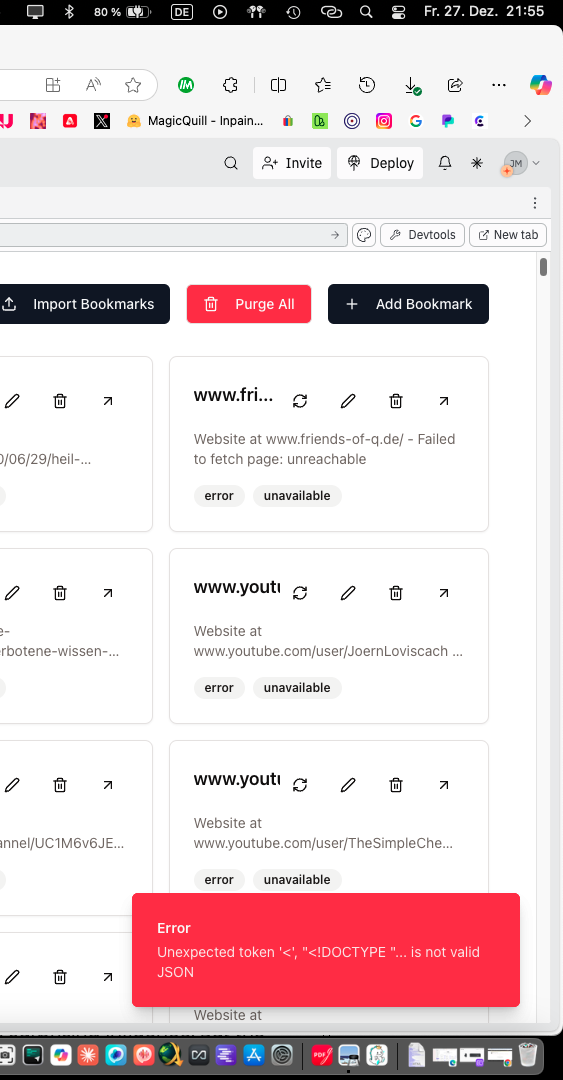 80 %
DE
Fr. 27. Dez. 21:55
MagicQuill - Inpain...
Invite
Deploy
JM
Devtools
New tab
Import Bookmarks
Purge All
Add Bookmark
0/06/29/heil-...
www.fri...
Website at www.friends-of-q.de/ - Failed
to fetch page: unreachable
error
unavailable
e-
erbotene-wissen-...
www.youtu
Website at
www.youtube.com/user/JoernLoviscach ...
error
unavailable
annel/UC1M6v6JE...
www.youtu
Website at
www.youtube.com/user/TheSimpleChe...
error
unavailable
Error
Unexpected token '<', "<!DOCTYPE "... is not valid
JSON
Website at
PDF